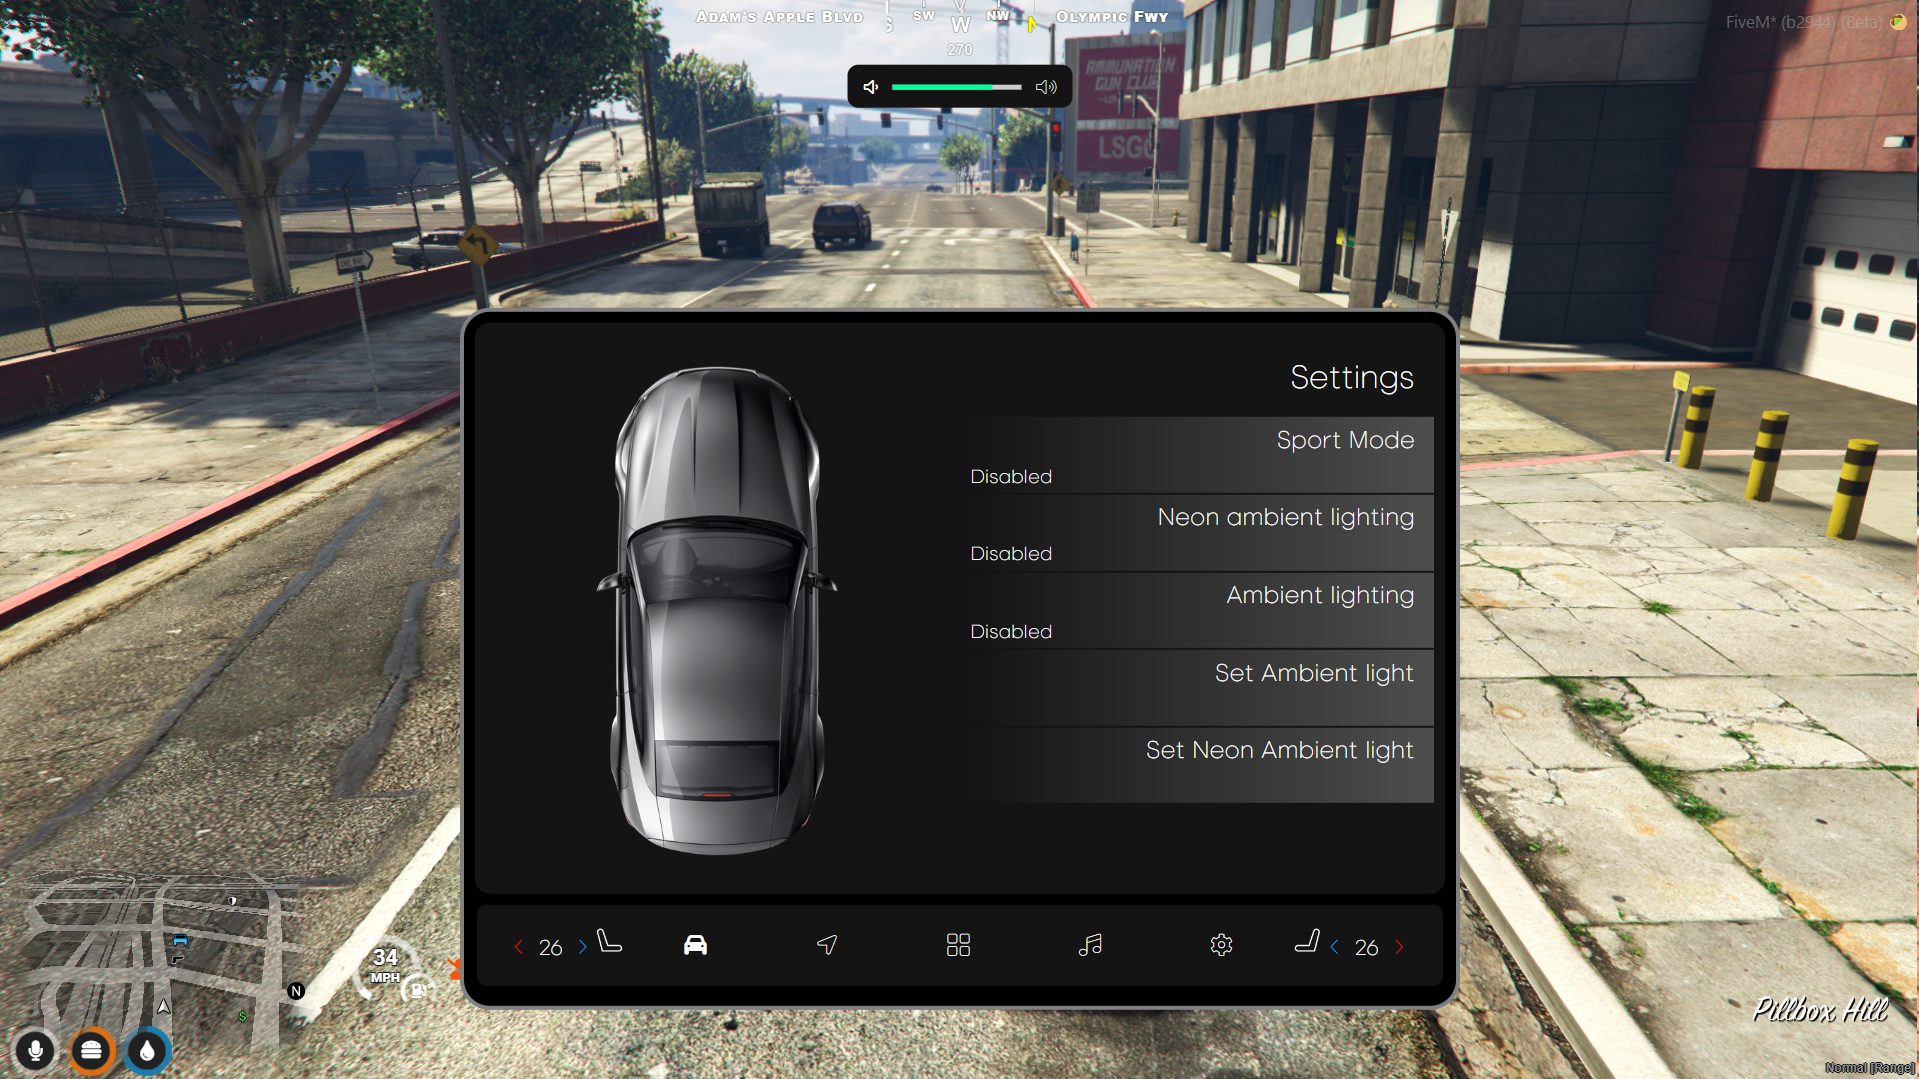 ADAM'S APPLE BLVD
S
SW
W
NW
N
OLYMPIC FWY
270
FiveM* (b2944) (Beta)
AMMUNATION
GUN CLUB
LSGC
ONE WAY
Settings
Sport Mode
Disabled
Neon ambient lighting
Disabled
Ambient lighting
Disabled
Set Ambient light
Set Neon Ambient light
26
26
34
MPH
N
$
Pillbox Hill
Normal [Range]